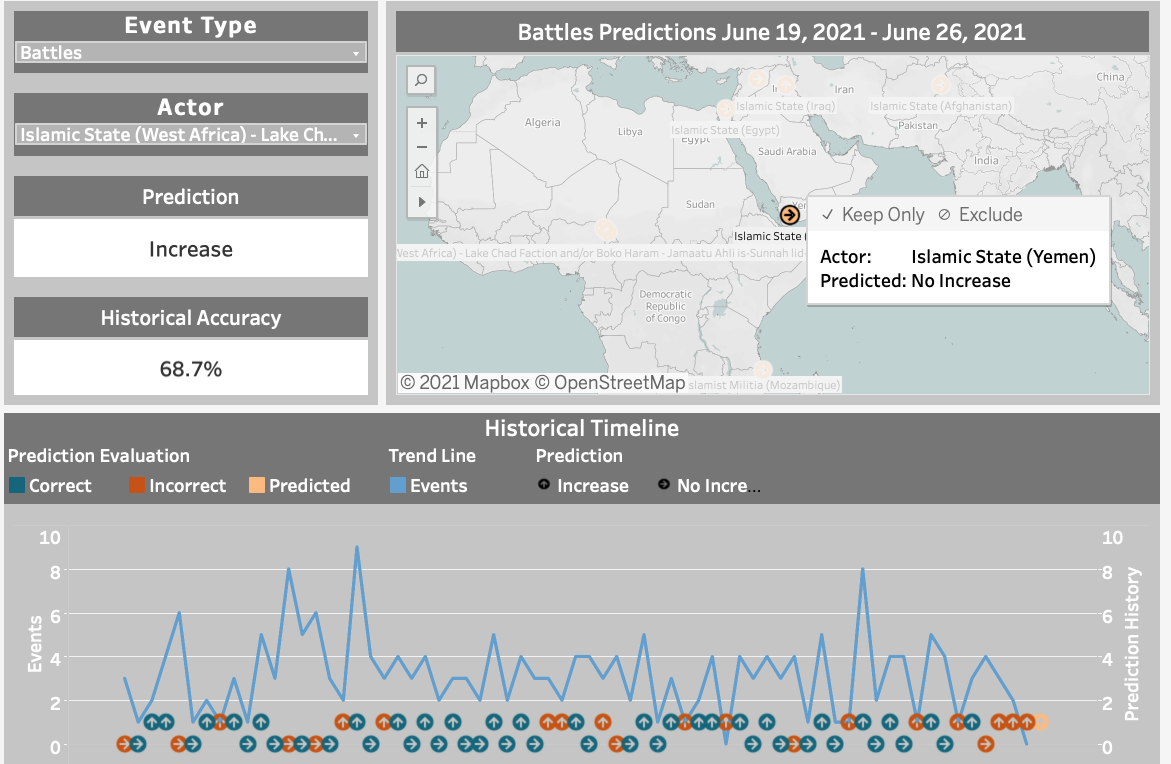 Event Type
Battles
Actor
Islamic State (West Africa) - Lake Ch...
Prediction
Increase
Historical Accuracy
68.7%
Battles Predictions June 19, 2021 - June 26, 2021
China
Iran
Islamic State (Iraq)
Islamic State (Afghanistan)
Algeria
Libya
Islamic State (Egypt)
Egypt
Pakistan
Saudi Arabia
India
Sudan
Yem
Islamic State (
West Africa) - Lake Chad Faction and/or Boko Haram - Jamaatu Ahli is-Sunnah lid-
Keep Only
Exclude
Actor: Islamic State (Yemen)
Predicted: No Increase
Democratic
Republic
of Congo
© 2021 Mapbox © OpenStreetMap
slamist Militia (Mozambique)
Historical Timeline
Prediction Evaluation
Trend Line
Prediction
Correct
Incorrect
Predicted
Events
Increase
No Incre...
10
8
6
4
2
0
Events
10
8
6
4
2
0
Prediction History